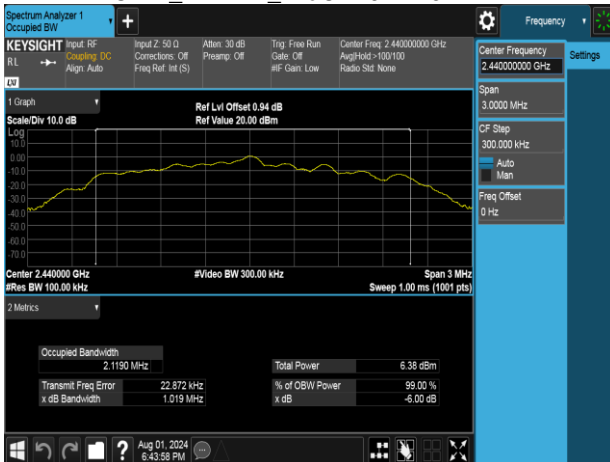 Spectrum Analyzer 1
Occupied BW
+
Frequency
KEYSIGHT
RL
LXI
Input: RF
Coupling: DC
Align: Auto
Input Z: 50 Ω
Corrections: Off
Freq Ref: Int (S)
Atten: 30 dB
Preamp: Off
Trig: Free Run
Gate: Off
#IF Gain: Low
Center Freq: 2.440000000 GHz
Avg|Hold:>100/100
Radio Std: None
Center Frequency
2.440000000 GHz
Settings
Span
3.0000 MHz
CF Step
300.000 kHz
Auto
Man
Freq Offset
0 Hz
1 Graph
Scale/Div 10.0 dB
Ref Lvl Offset 0.94 dB
Ref Value 20.00 dBm
Log
10.0
0.00
-10.0
-20.0
-30.0
-40.0
-50.0
-60.0
-70.0
Center 2.440000 GHz
#Res BW 100.00 kHz
#Video BW 300.00 kHz
Span 3 MHz
Sweep 1.00 ms (1001 pts)
2 Metrics
Occupied Bandwidth
2.1190 MHz
Total Power 6.38 dBm
Transmit Freq Error 22.872 kHz
% of OBW Power 99.00 %
x dB Bandwidth 1.019 MHz
x dB -6.00 dB
?
Aug 01, 2024
6:43:58 PM